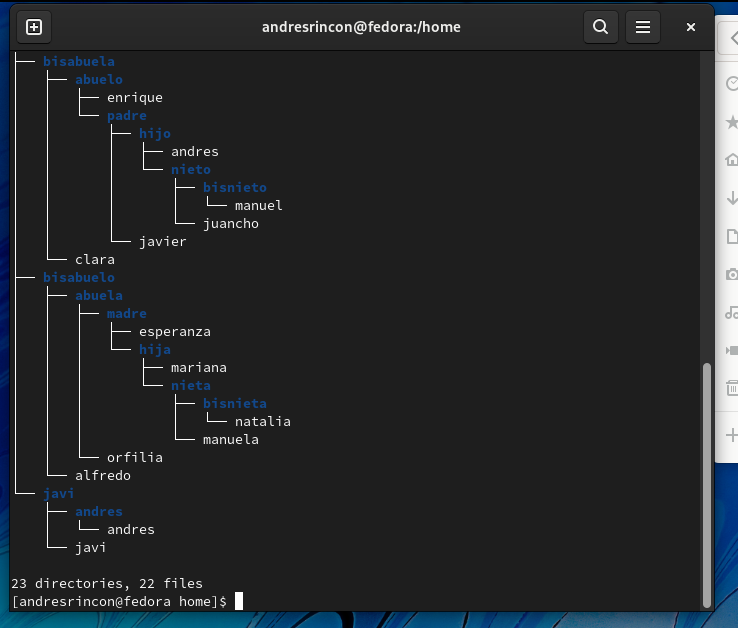 andresrincon@fedora:/home
├── bisabuela
│   ├── abuelo
│   │   ├── enrique
│   │   └── padre
│   │       ├── hijo
│   │       │   ├── andres
│   │       │   └── nieto
│   │       │       ├── bisnieto
│   │       │       │   └── manuel
│   │       │       └── juancho
│   │       └── javier
│   └── clara
├── bisabuelo
│   ├── abuela
│   │   ├── madre
│   │   │   ├── esperanza
│   │   │   └── hija
│   │   │       ├── mariana
│   │   │       └── nieta
│   │   │           ├── bisnieta
│   │   │           │   └── natalia
│   │   │           └── manuela
│   │   └── orfilia
│   └── alfredo
└── javi
    ├── andres
    │   └── andres
    └── javi
23 directories, 22 files
[andresrincon@fedora home]$